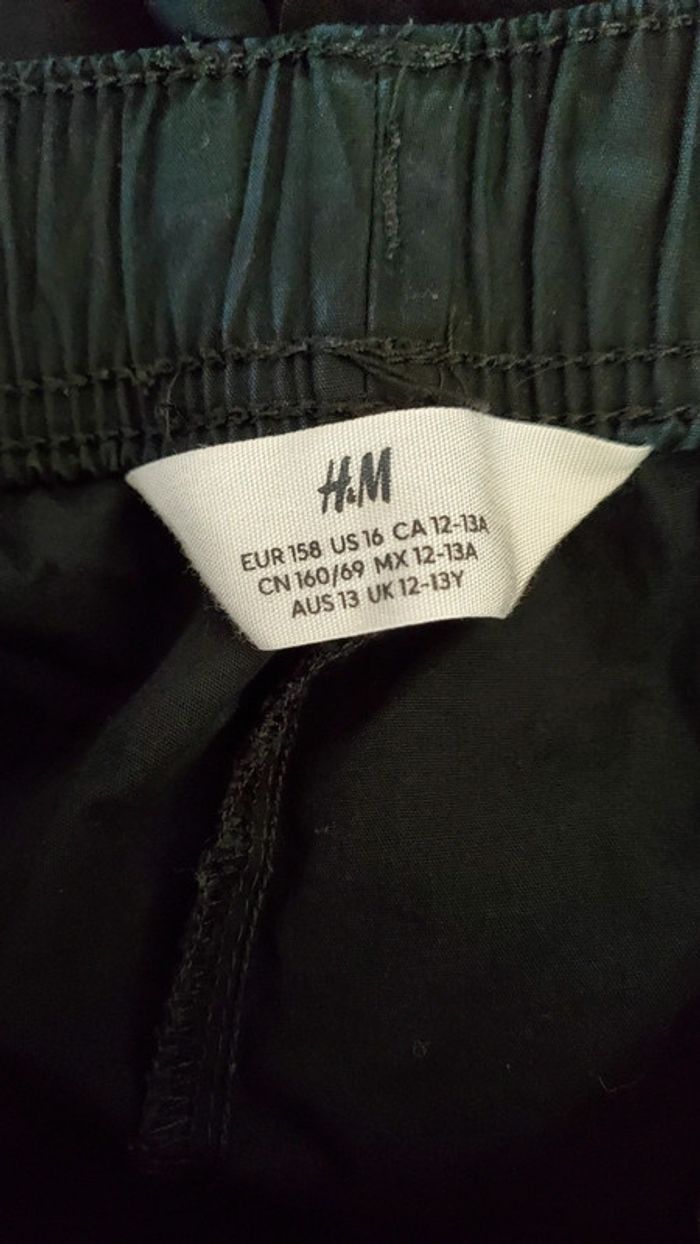 H&M
EUR 158 US 16 CA 12-13A
CN 160/69 MX 12-13A
AUS 13 UK 12-13Y